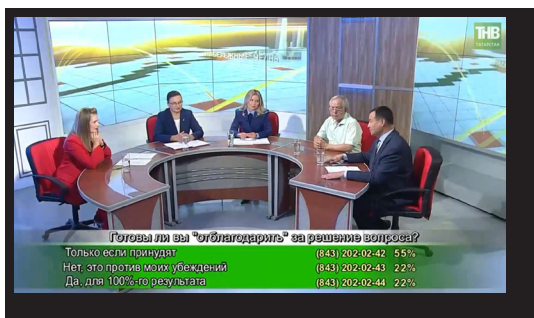 ТНВ
ТАТАРСТАН
Готовы ли вы "отблагодарить" за решение вопроса?
Только если принудят (843) 202-02-42 55%
Нет, это против моих убеждений (843) 202-02-43 22%
Да, для 100%-го результата (843) 202-02-44 22%